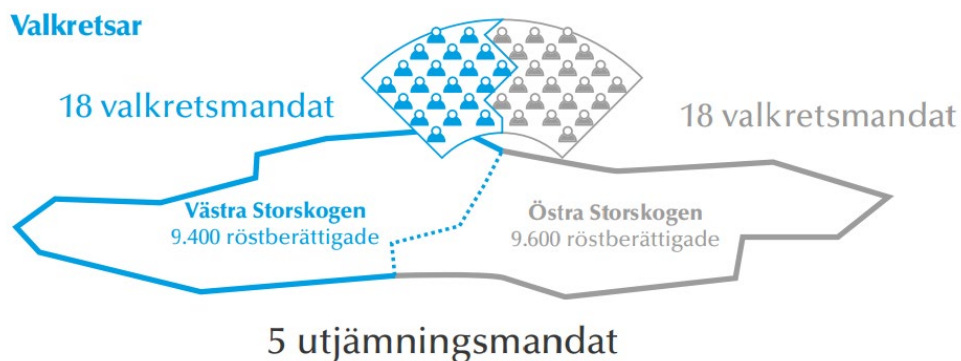 Valkretsar
18 valkretsmandat
18 valkretsmandat
Västra Storskogen
9.400 röstberättigade
Östra Storskogen
9.600 röstberättigade
5 utjämningsmandat